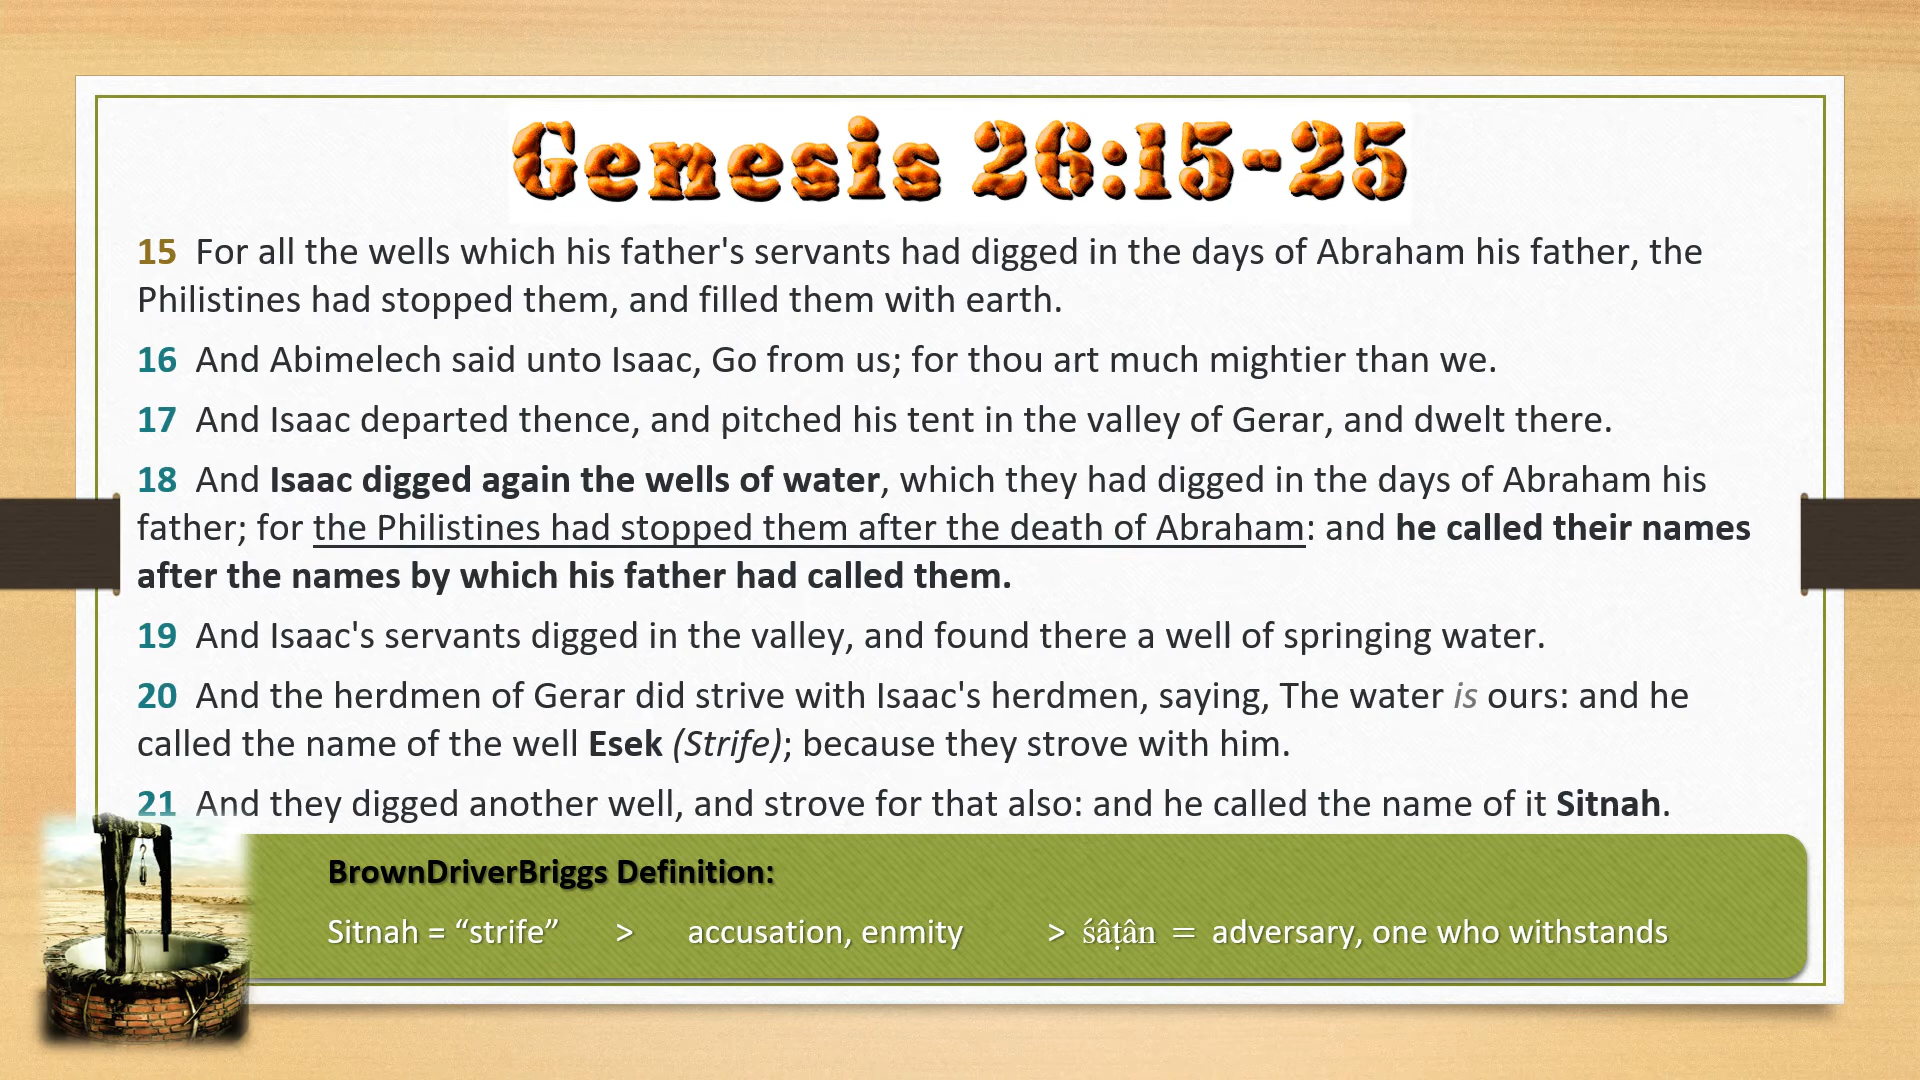 Genesis 26:15-25
15 For all the wells which his father's servants had digged in the days of Abraham his father, the
Philistines had stopped them, and filled them with earth.
16 And Abimelech said unto Isaac, Go from us; for thou art much mightier than we.
17 And Isaac departed thence, and pitched his tent in the valley of Gerar, and dwelt there.
18 And Isaac digged again the wells of water, which they had digged in the days of Abraham his
father; for the Philistines had stopped them after the death of Abraham: and he called their names
after the names by which his father had called them.
19 And Isaac's servants digged in the valley, and found there a well of springing water.
20 And the herdmen of Gerar did strive with Isaac's herdmen, saying, The water is ours: and he
called the name of the well Esek (Strife); because they strove with him.
21 And they digged another well, and strove for that also: and he called the name of it Sitnah.
BrownDriverBriggs Definition:
Sitnah = “strife” > accusation, enmity > śâṭân = adversary, one who withstands